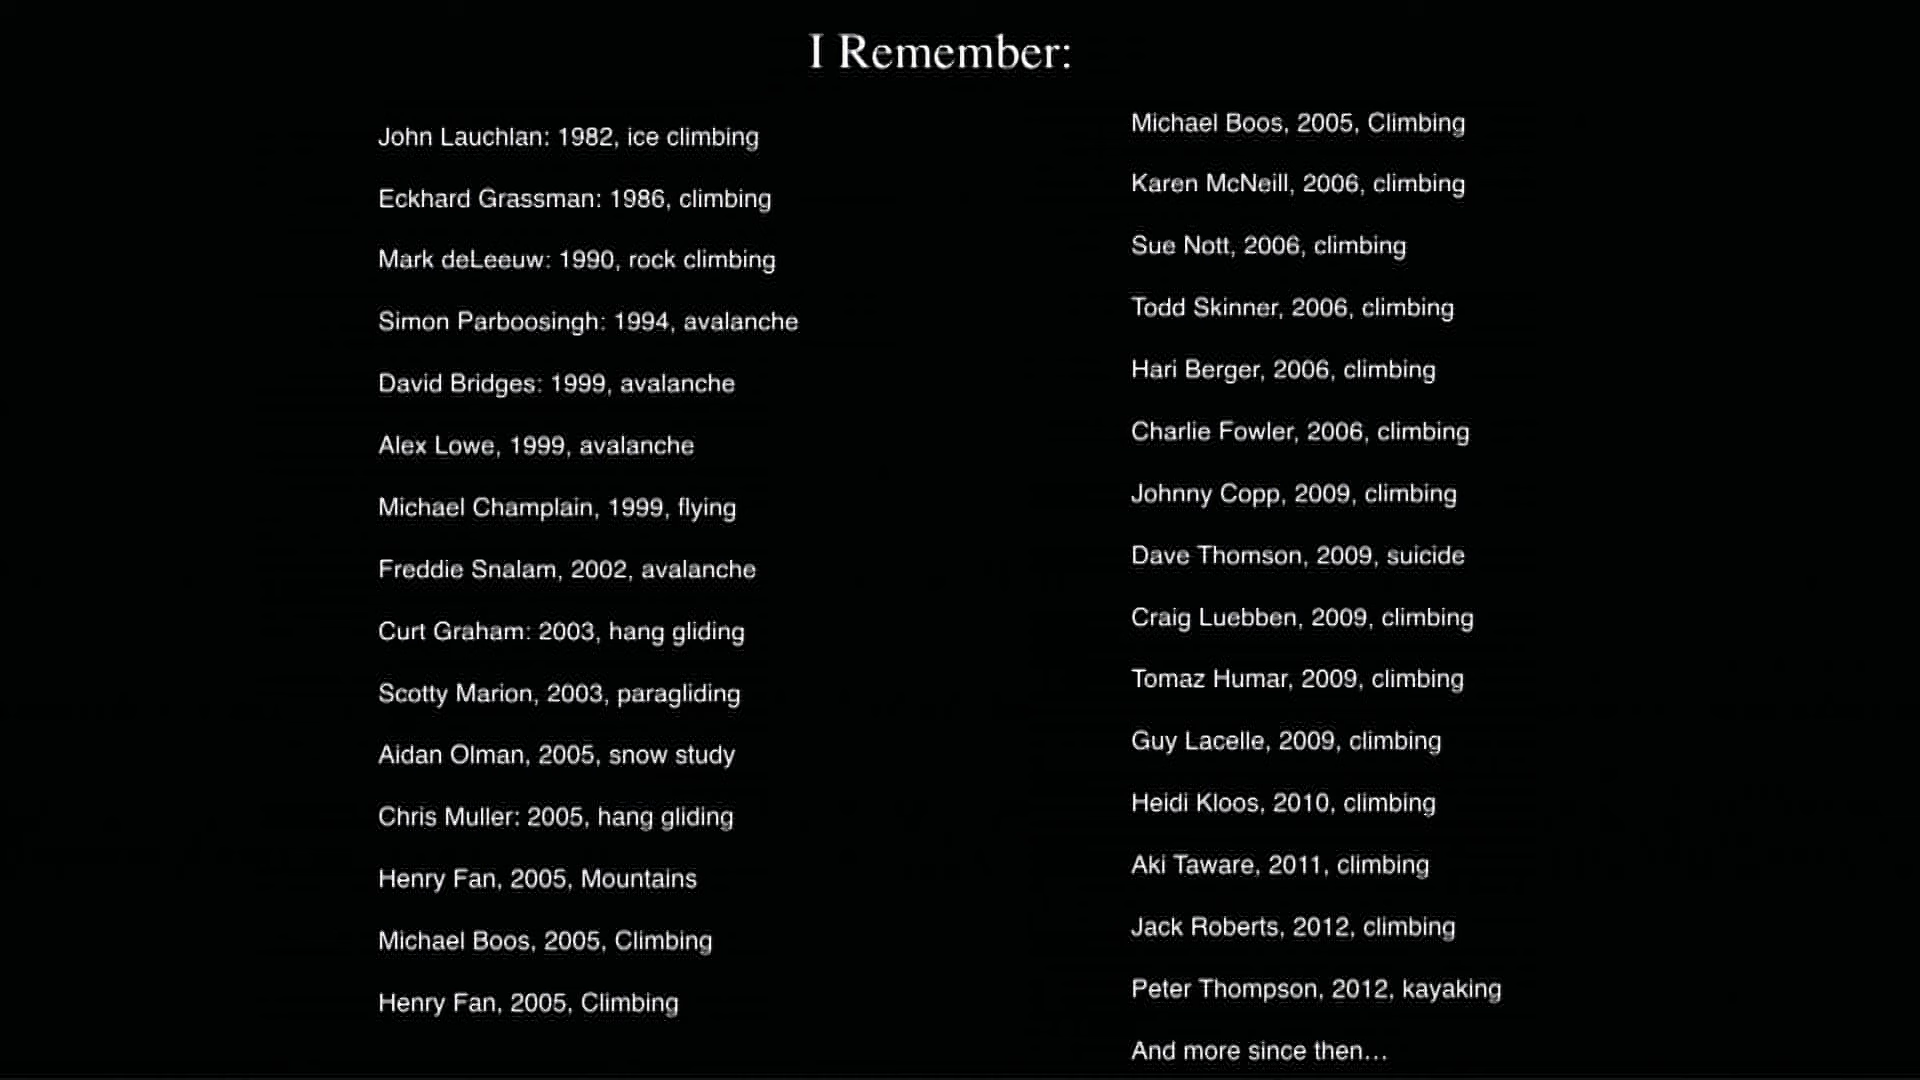 I Remember:
John Lauchlan: 1982, ice climbing
Eckhard Grassman: 1986, climbing
Mark deLeeuw: 1990, rock climbing
Simon Parboosingh: 1994, avalanche
David Bridges: 1999, avalanche
Alex Lowe, 1999, avalanche
Michael Champlain, 1999, flying
Freddie Snalam, 2002, avalanche
Curt Graham: 2003, hang gliding
Scotty Marion, 2003, paragliding
Aidan Olman, 2005, snow study
Chris Muller: 2005, hang gliding
Henry Fan, 2005, Mountains
Michael Boos, 2005, Climbing
Henry Fan, 2005, Climbing
Michael Boos, 2005, Climbing
Karen McNeill, 2006, climbing
Sue Nott, 2006, climbing
Todd Skinner, 2006, climbing
Hari Berger, 2006, climbing
Charlie Fowler, 2006, climbing
Johnny Copp, 2009, climbing
Dave Thomson, 2009, suicide
Craig Luebben, 2009, climbing
Tomaz Humar, 2009, climbing
Guy Lacelle, 2009, climbing
Heidi Kloos, 2010, climbing
Aki Taware, 2011, climbing
Jack Roberts, 2012, climbing
Peter Thompson, 2012, kayaking
And more since then...